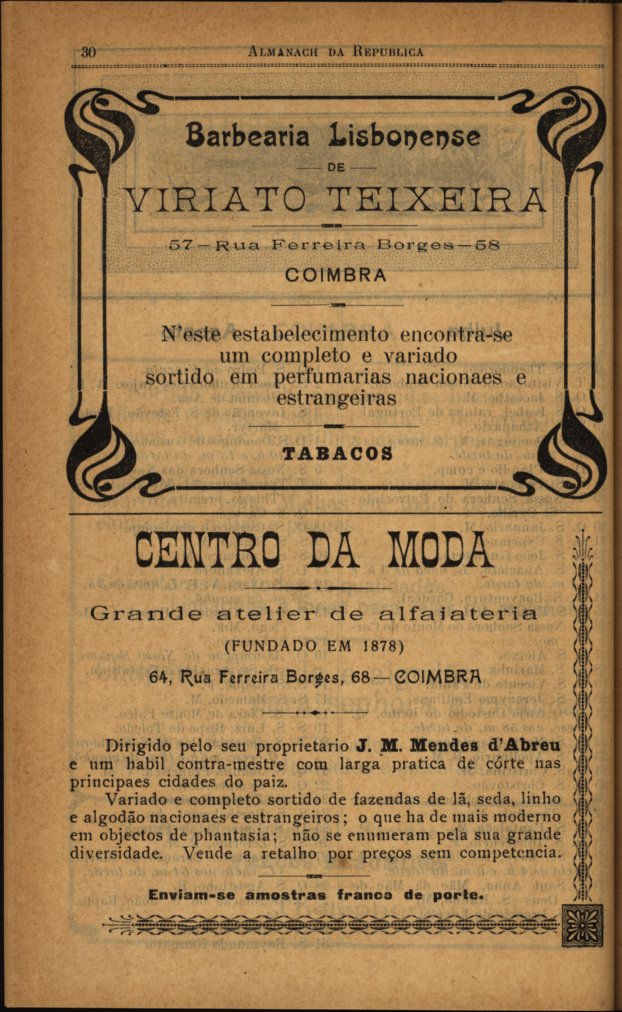 30 ALMANACH DA REPUBLICA
Barbearia Lisbonense
DE
VIRIATO TEIXEIRA
57—Rua Ferreira Borges—58
COIMBRA
N'este estabelecimento encontra-se
um completo e variado
sortido em perfumarias nacionaes e
estrangeiras
TABACOS
CENTRO DA MODA
Grande atelier de alfaiateria
(FUNDADO EM 1878)
64, Rua Ferreira Borges, 68—COIMBRA
Dirigido pelo seu proprietario J. M. Mendes d'Abreu
e um habil contra-mestre com larga pratica de córte nas
principaes cidades do paiz.
Variado e completo sortido de fazendas de lã, seda, linho
e algodão nacionaes e estrangeiros; o que ha de mais moderno
em objectos de phantasia; não se enumeram pela sua grande
diversidade. Vende a retalho por preços sem competencia.
Enviam-se amostras franco de porte.